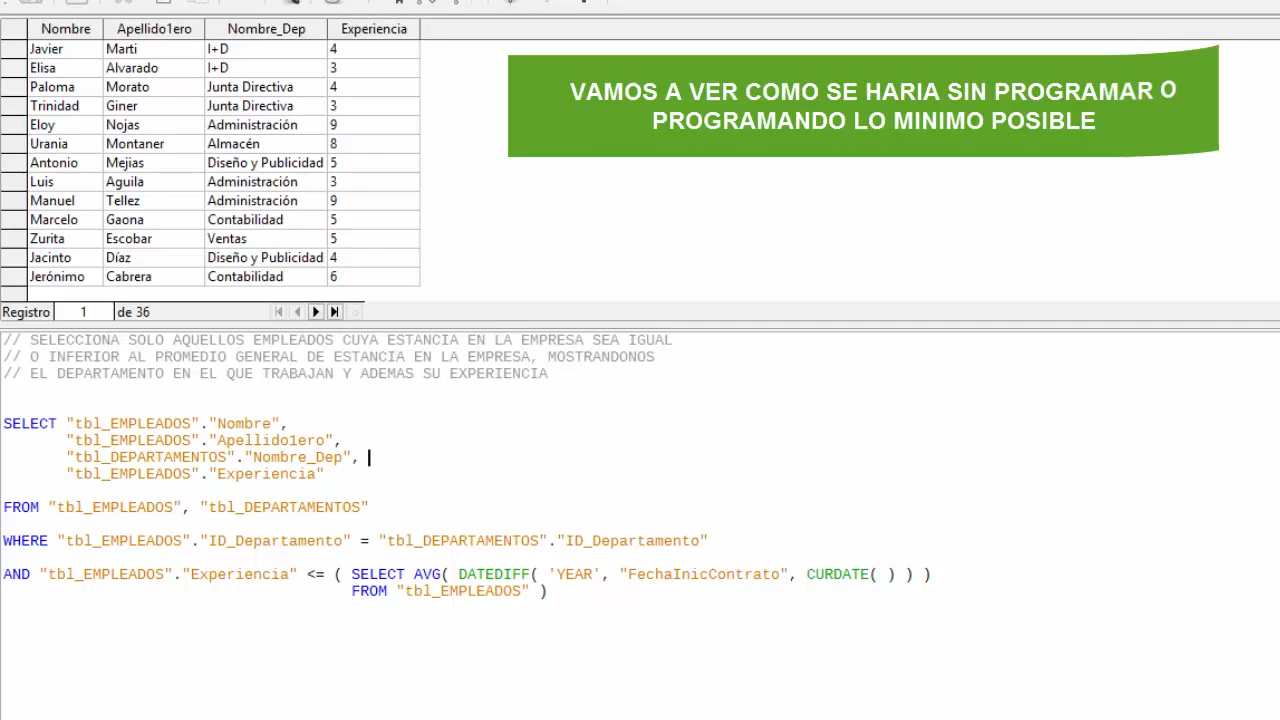 Nombre Apellido1ero Nombre_Dep Experiencia
Javier Marti I+D 4
Elisa Alvarado I+D 3
Paloma Morato Junta Directiva 4
Trinidad Giner Junta Directiva 3
Eloy Nojas Administración 9
Urania Montaner Almacén 8
Antonio Mejias Diseño y Publicidad 5
Luis Aguila Administración 3
Manuel Tellez Administración 9
Marcelo Gaona Contabilidad 5
Zurita Escobar Ventas 5
Jacinto Díaz Diseño y Publicidad 4
Jerónimo Cabrera Contabilidad 6
Registro 1 de 36
VAMOS A VER COMO SE HARIA SIN PROGRAMAR O
PROGRAMANDO LO MINIMO POSIBLE
// SELECCIONA SOLO AQUELLOS EMPLEADOS CUYA ESTANCIA EN LA EMPRESA SEA IGUAL
// O INFERIOR AL PROMEDIO GENERAL DE ESTANCIA EN LA EMPRESA, MOSTRANDONOS
// EL DEPARTAMENTO EN EL QUE TRABAJAN Y ADEMAS SU EXPERIENCIA
SELECT "tbl_EMPLEADOS"."Nombre",
"tbl_EMPLEADOS"."Apellido1ero",
"tbl_DEPARTAMENTOS"."Nombre_Dep",
"tbl_EMPLEADOS"."Experiencia"
FROM "tbl_EMPLEADOS", "tbl_DEPARTAMENTOS"
WHERE "tbl_EMPLEADOS"."ID_Departamento" = "tbl_DEPARTAMENTOS"."ID_Departamento"
AND "tbl_EMPLEADOS"."Experiencia" <= ( SELECT AVG( DATEDIFF( 'YEAR', "FechaInicContrato", CURDATE( ) ) )
FROM "tbl_EMPLEADOS" )